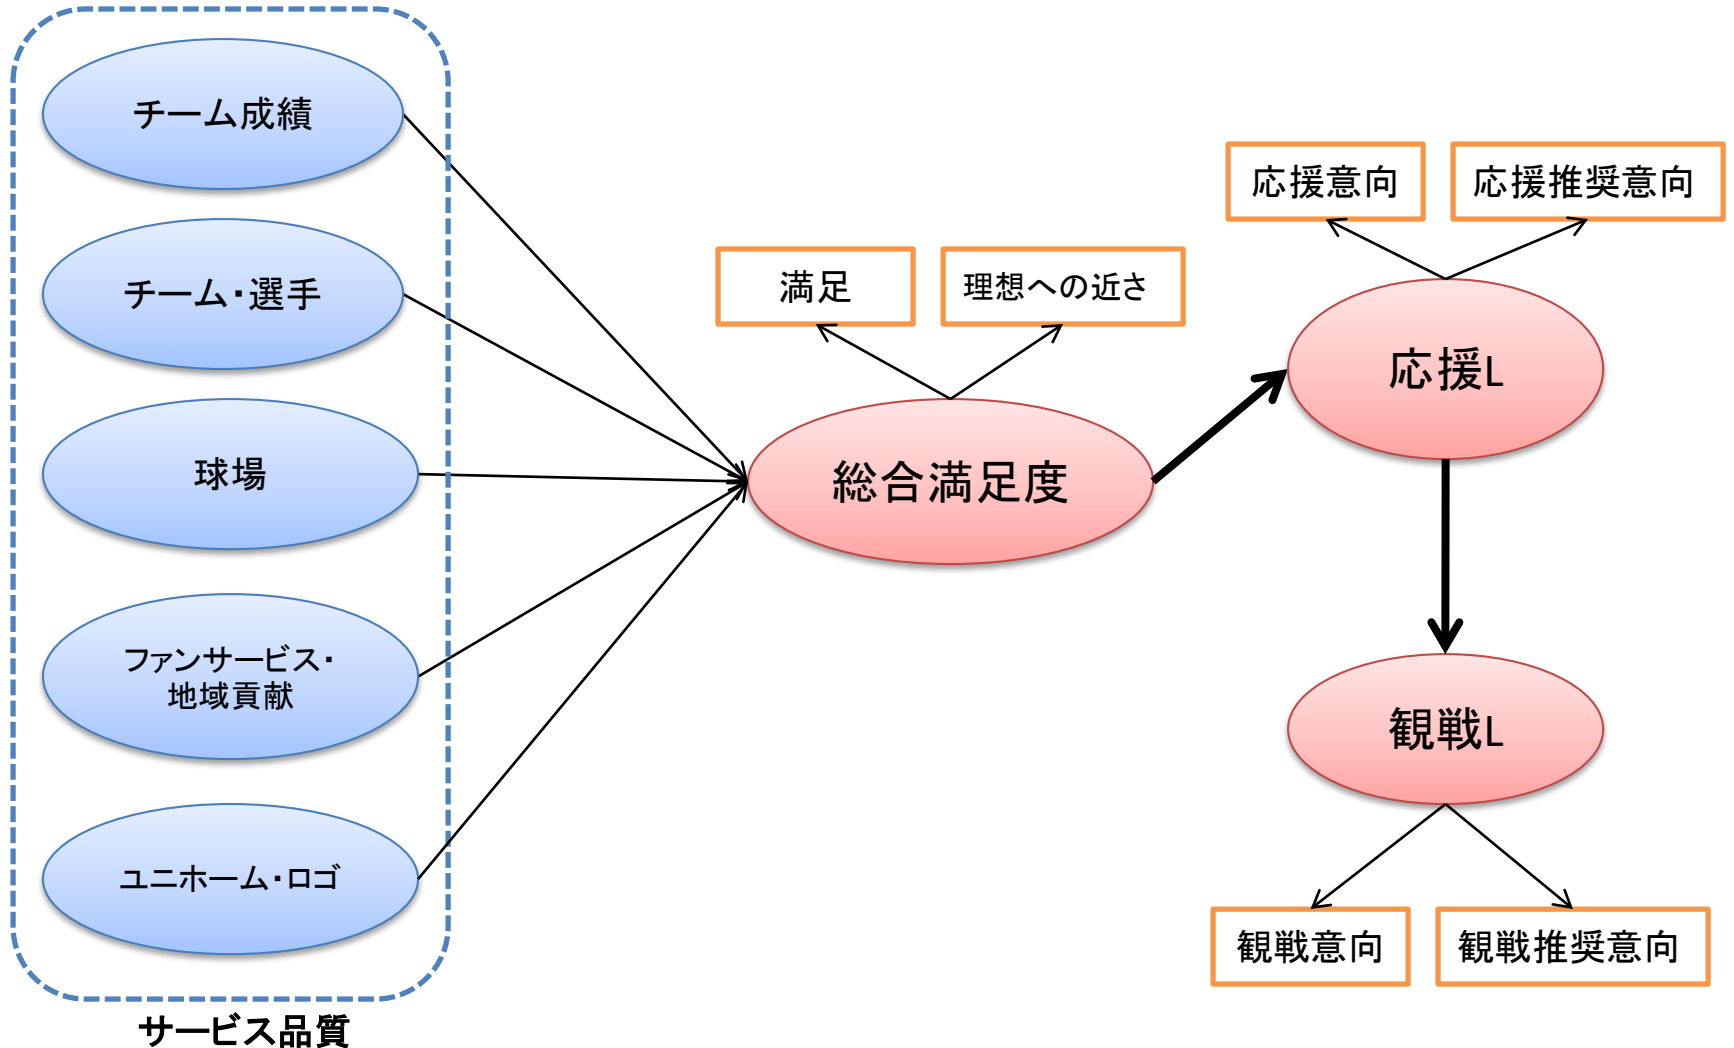 チーム成績
チーム・選手
球場
ファンサービス・
地域貢献
ユニホーム・ロゴ
サービス品質
満足
理想への近さ
総合満足度
応援意向
応援推奨意向
応援L
観戦L
観戦意向
観戦推奨意向